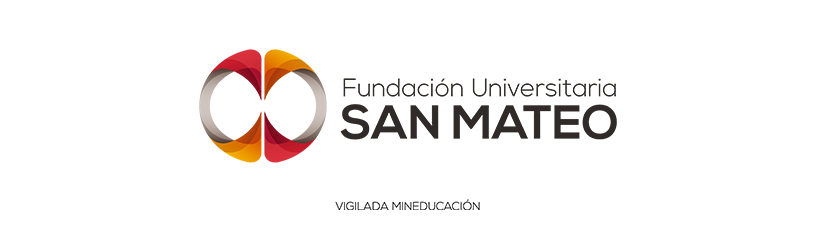 Fundación Universitaria
SAN MATEO
VIGILADA MINEDUCACIÓN